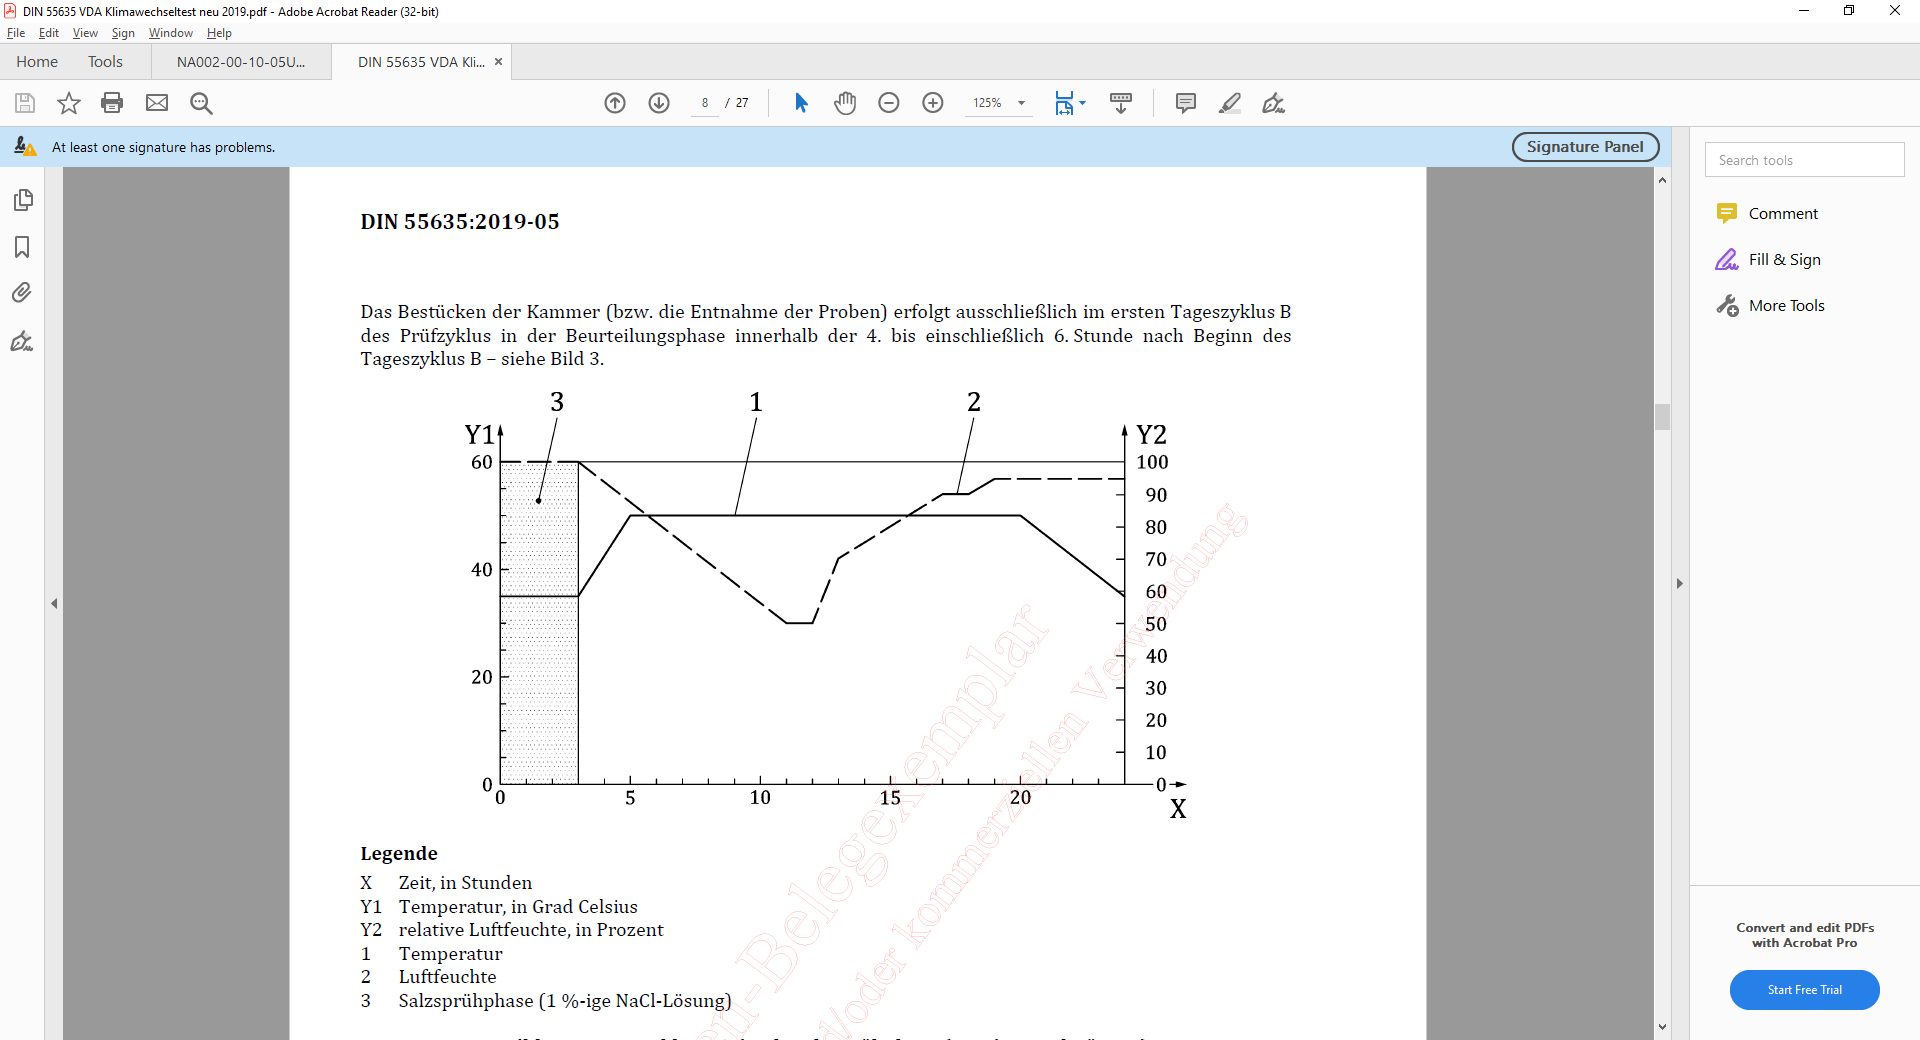 DIN 55635 VDA Klimawechseltest neu 2019.pdf - Adobe Acrobat Reader (32-bit)
File Edit View Sign Window Help
Home Tools NA002-00-10-05U... DIN 55635 VDA Kli...
8 / 27 125%
At least one signature has problems.
Signature Panel
Search tools
Comment
Fill & Sign
More Tools
Convert and edit PDFs
with Acrobat Pro
Start Free Trial
DIN 55635:2019-05
Das Bestücken der Kammer (bzw. die Entnahme der Proben) erfolgt ausschließlich im ersten Tageszyklus B
des Prüfzyklus in der Beurteilungsphase innerhalb der 4. bis einschließlich 6. Stunde nach Beginn des
Tageszyklus B – siehe Bild 3.
3 1 2
Y1 Y2
60 100
90
80
40 70
60
50
20 40
30
20
10
0 0
0 5 10 15 20
X
Legende
X Zeit, in Stunden
Y1 Temperatur, in Grad Celsius
Y2 relative Luftfeuchte, in Prozent
1 Temperatur
2 Luftfeuchte
3 Salzsprühphase (1 %-ige NaCl-Lösung)
en-Belegexemplar
d/oder kommerziellen Verwendung